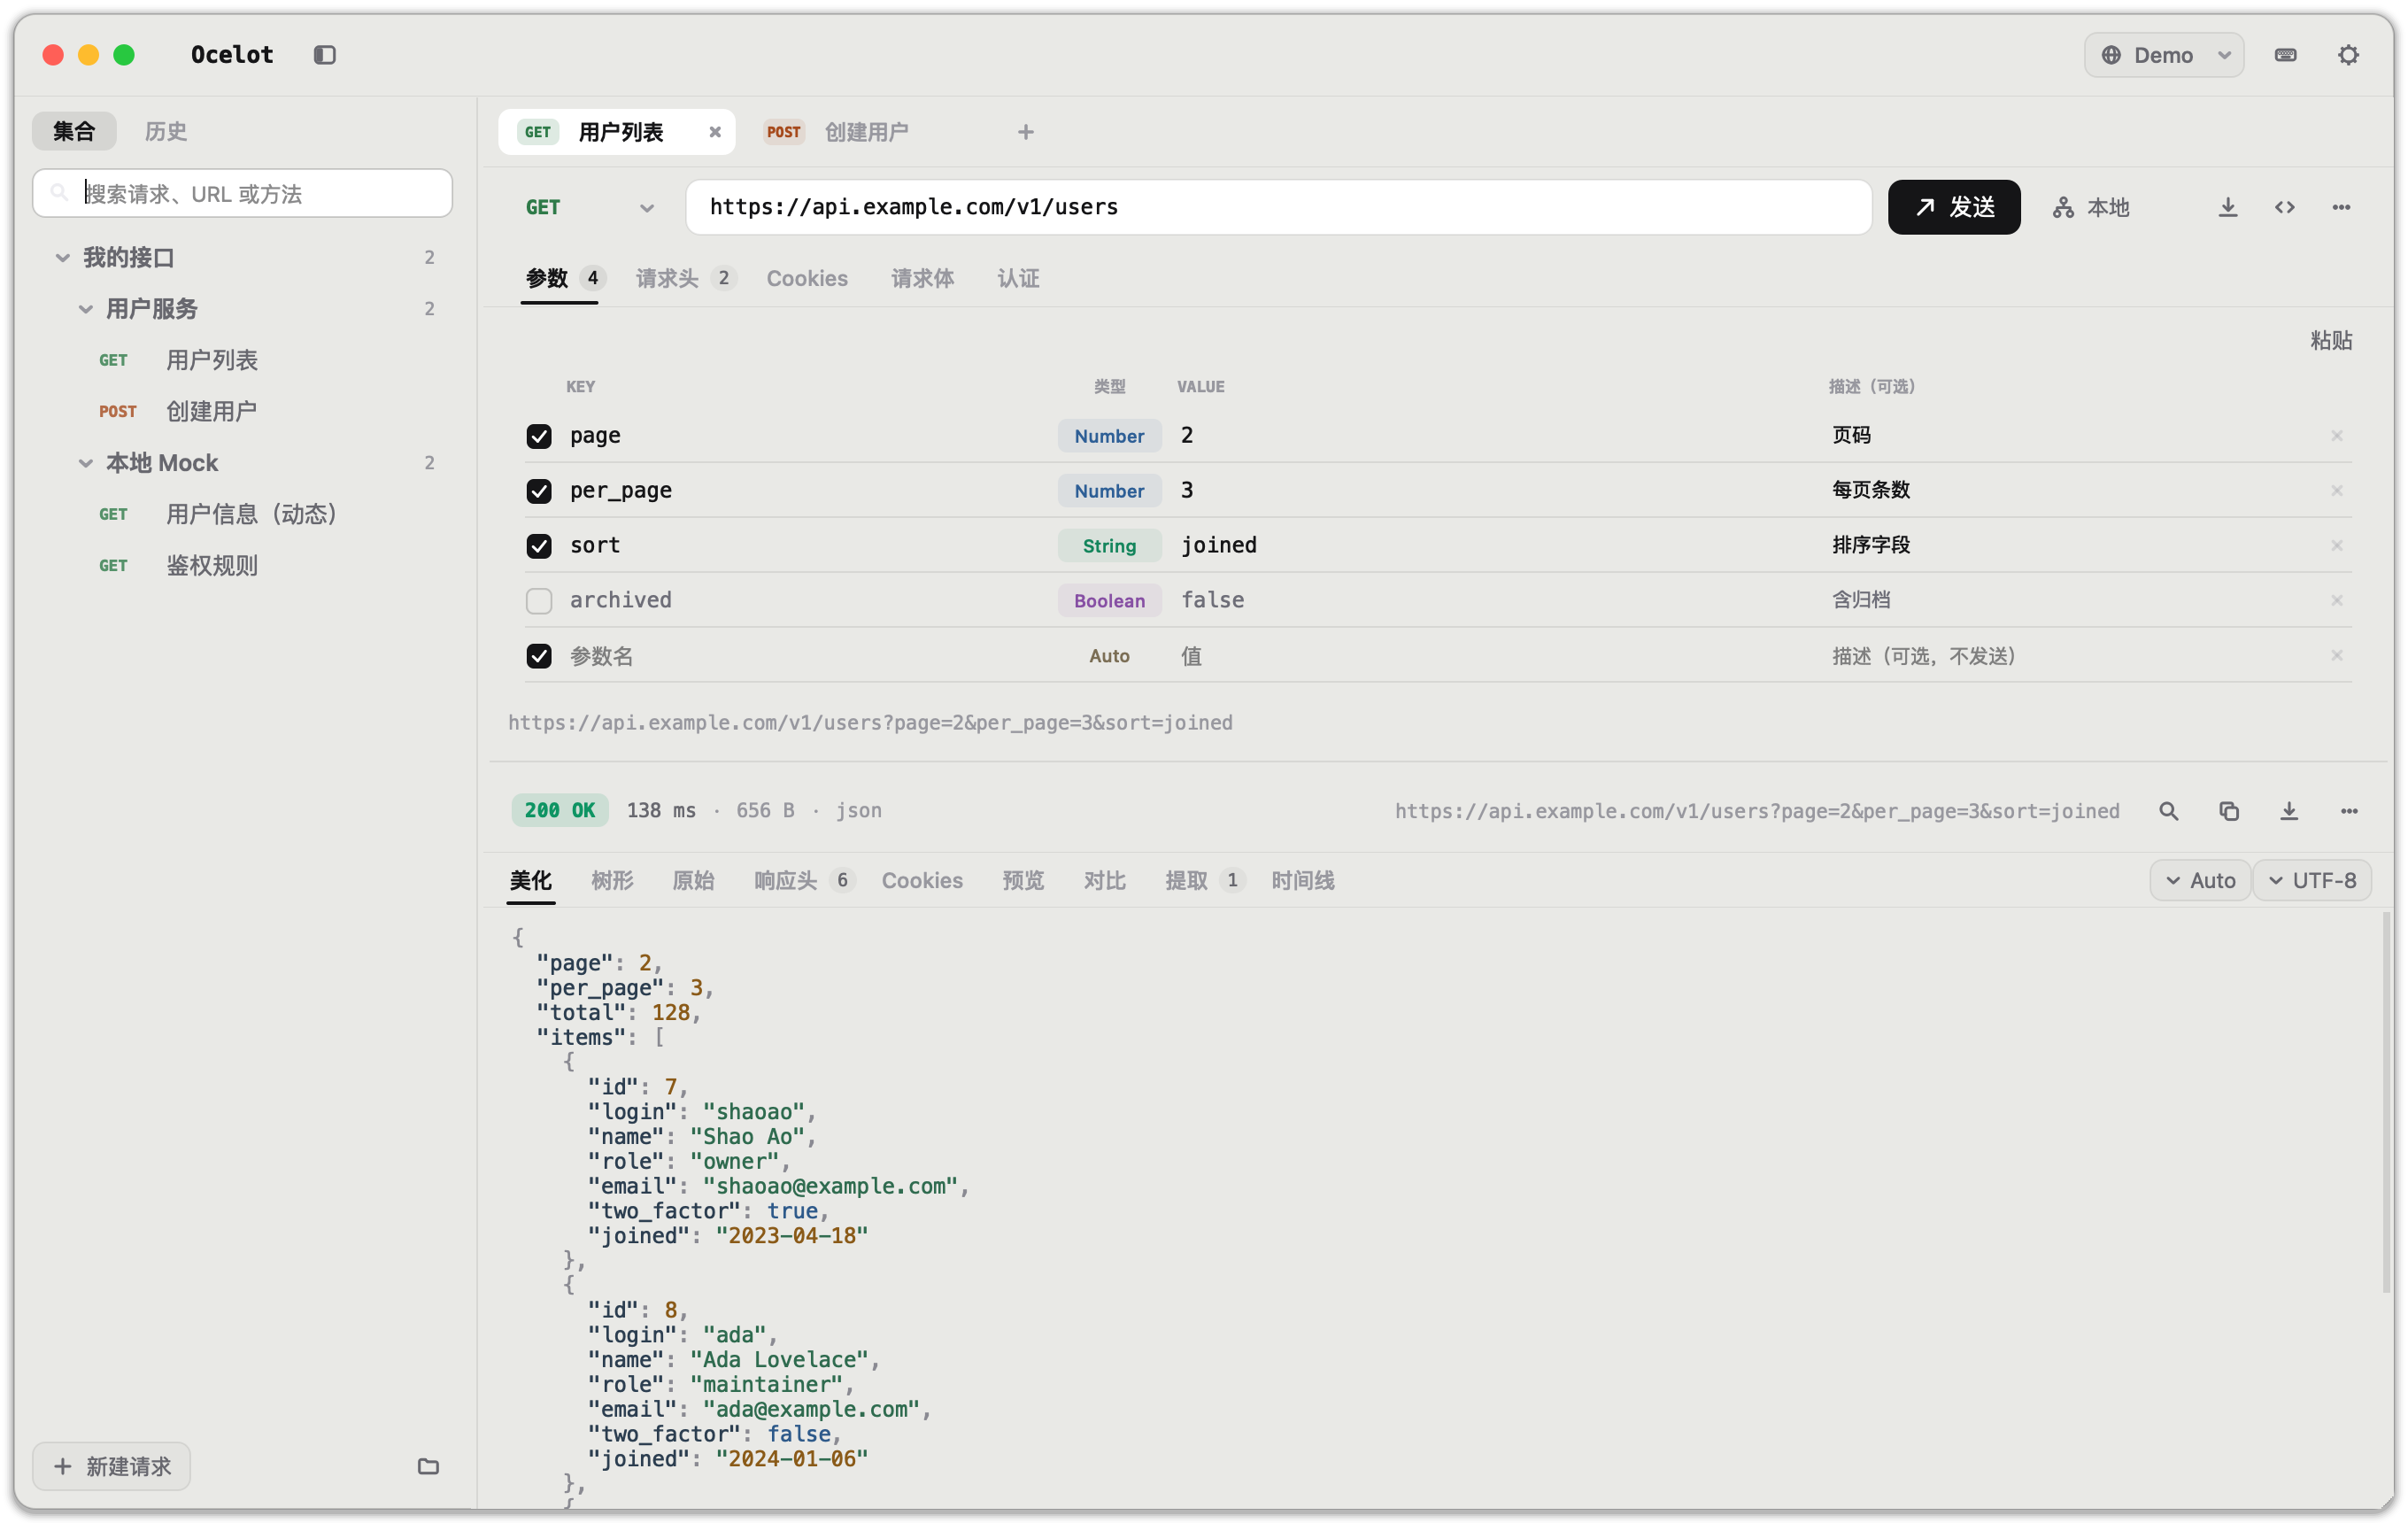 Ocelot
Demo
集合 历史
搜索请求、URL 或方法
我的接口 2
用户服务 2
GET 用户列表
POST 创建用户
本地 Mock 2
GET 用户信息（动态）
GET 鉴权规则
新建请求
GET 用户列表 POST 创建用户
GET https://api.example.com/v1/users 发送 本地
参数 4 请求头 2 Cookies 请求体 认证
粘贴
KEY 类型 VALUE 描述（可选）
page Number 2 页码
per_page Number 3 每页条数
sort String joined 排序字段
archived Boolean false 含归档
参数名 Auto 值 描述（可选，不发送）
https://api.example.com/v1/users?page=2&per_page=3&sort=joined
200 OK 138 ms · 656 B · json https://api.example.com/v1/users?page=2&per_page=3&sort=joined
美化 树形 原始 响应头 6 Cookies 预览 对比 提取 1 时间线 Auto UTF-8
{
"page": 2,
"per_page": 3,
"total": 128,
"items": [
{
"id": 7,
"login": "shaoao",
"name": "Shao Ao",
"role": "owner",
"email": "shaoao@example.com",
"two_factor": true,
"joined": "2023-04-18"
},
{
"id": 8,
"login": "ada",
"name": "Ada Lovelace",
"role": "maintainer",
"email": "ada@example.com",
"two_factor": false,
"joined": "2024-01-06"
},
{